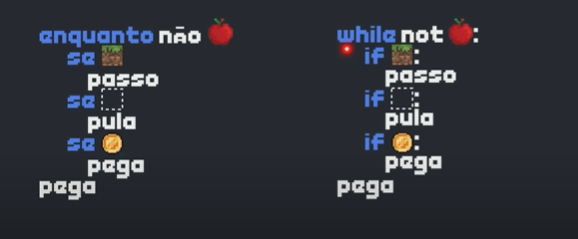 enquanto não
se
passo
se
pula
se
pega
pega
while not :
if :
passo
if :
pula
if :
pega
pega